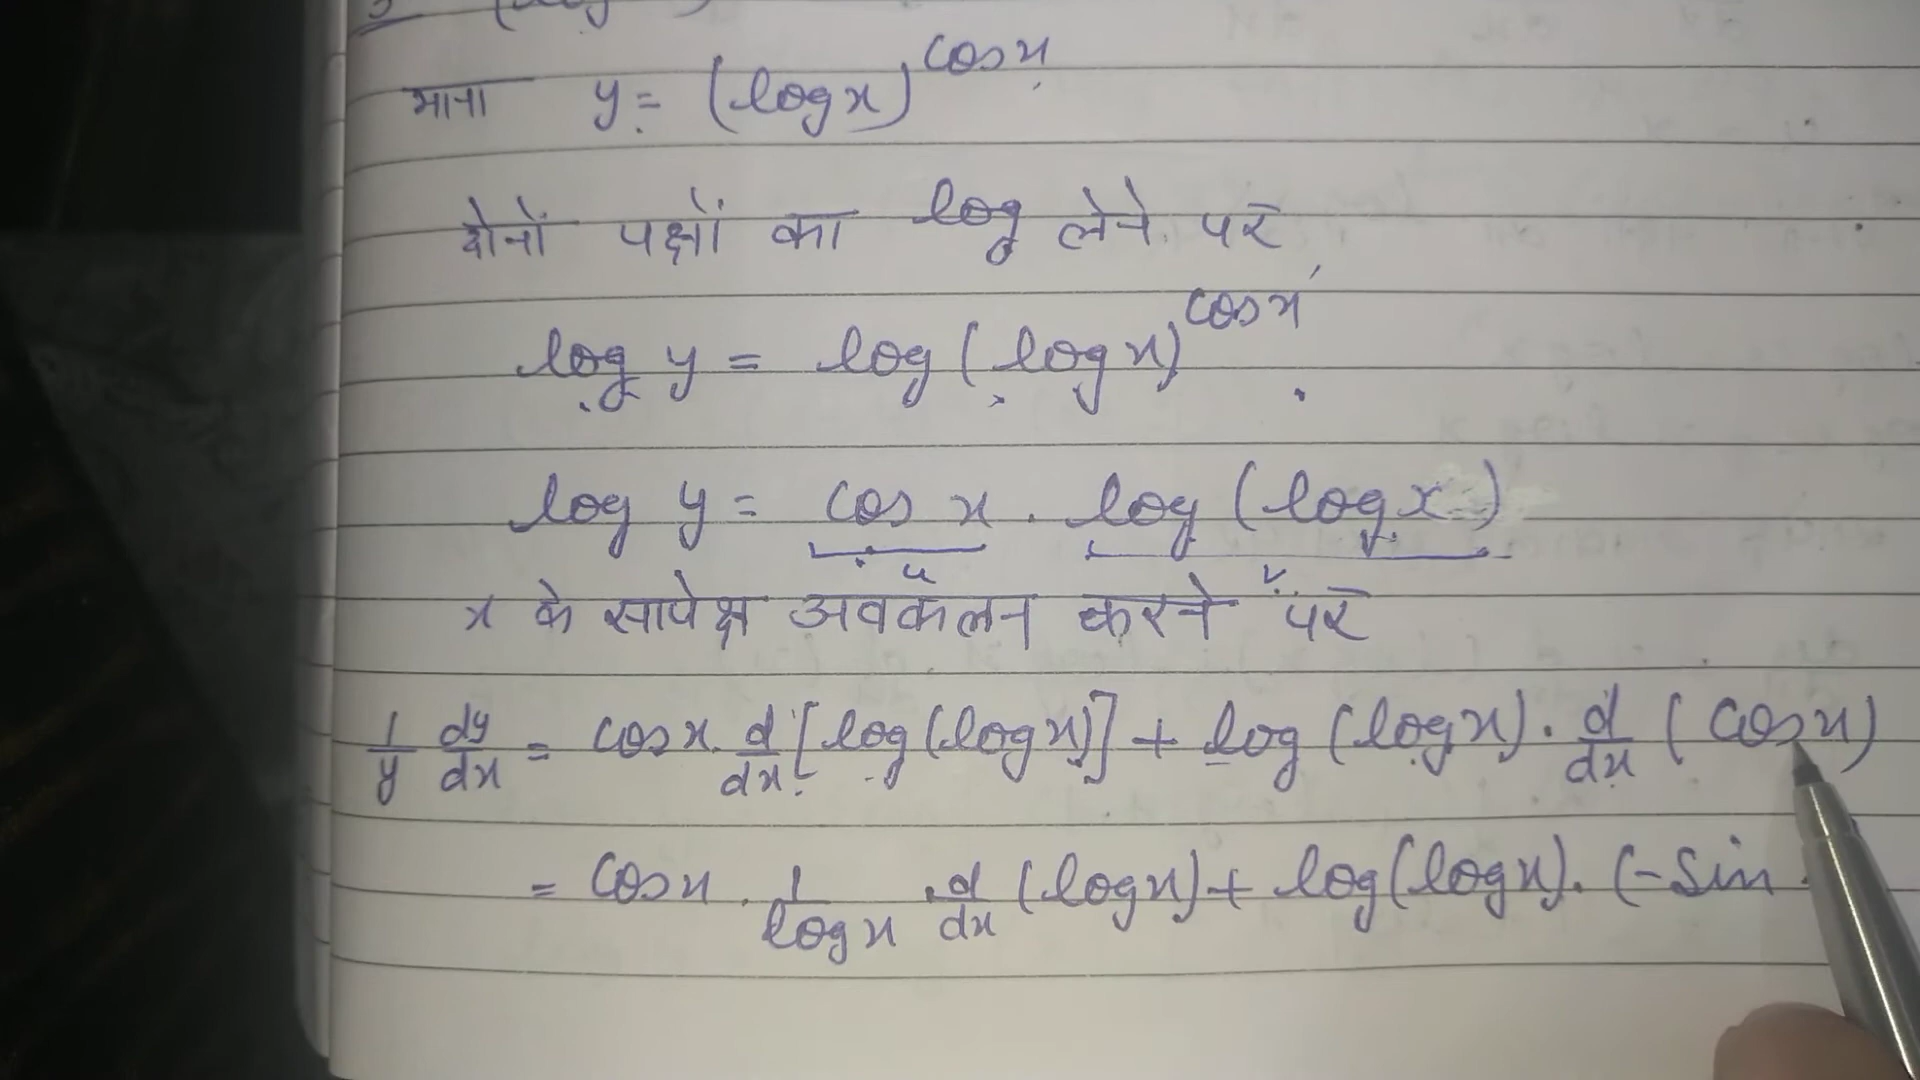 माना y = (log x)^cos x
दोनों पक्षों का log लेने पर
log y = log (log x)^cos x
log y = cos x . log (log x)
u v
x के सापेक्ष अवकलन करने पर
1/y dy/dx = cos x . d/dx [log (log x)] + log (log x) . d/dx (cos x)
= cos x . 1/log x . d/dx (log x) + log (log x) . (- sin